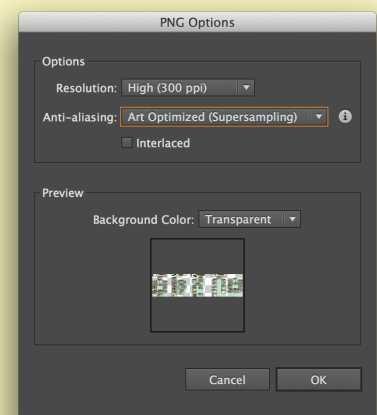 PNG Options
Options
Resolution: High (300 ppi)
Anti-aliasing: Art Optimized (Supersampling)
Interlaced
Preview
Background Color: Transparent
Cancel OK